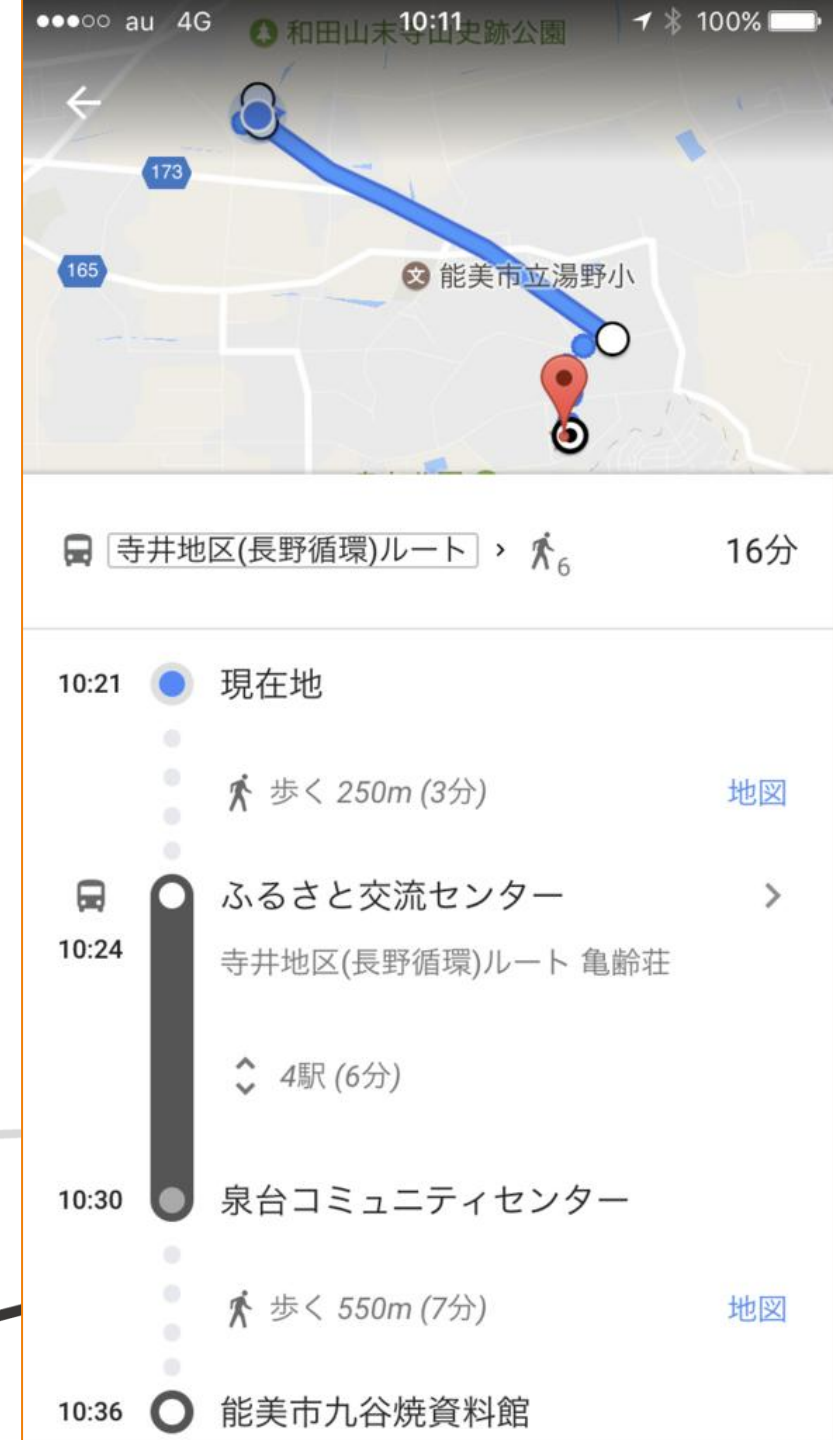 au 4G 10:11 100%
和田山末寺山史跡公園
173
165
能美市立湯野小
寺井地区(長野循環)ルート > 6 16分
10:21 現在地
歩く 250m (3分) 地図
ふるさと交流センター
10:24 寺井地区(長野循環)ルート 亀齢荘
4駅 (6分)
10:30 泉台コミュニティセンター
歩く 550m (7分) 地図
10:36 能美市九谷焼資料館